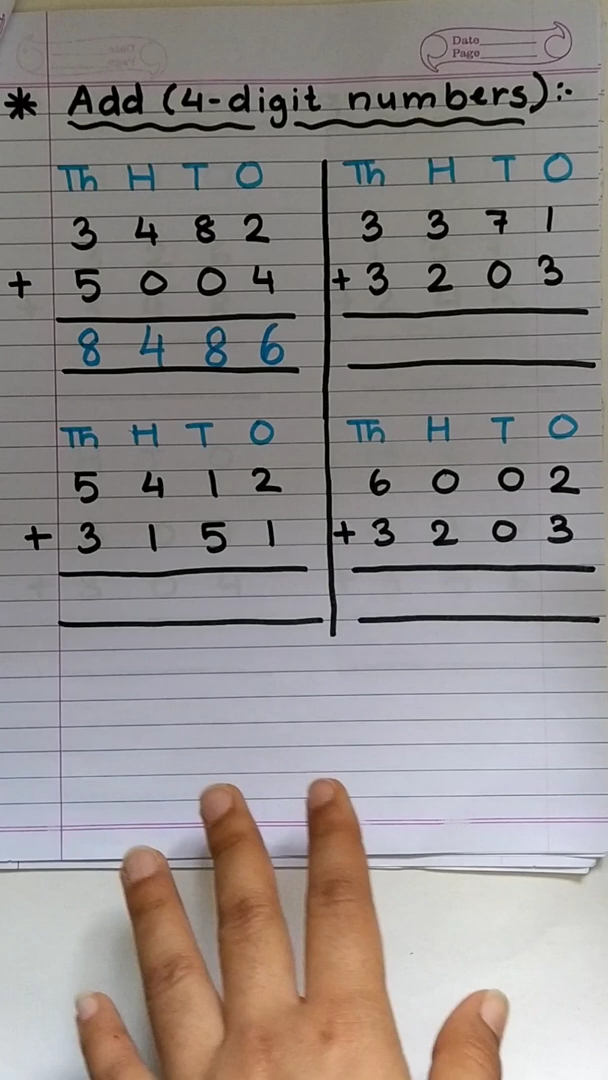 Date
Page
* Add (4-digit numbers):-
Th H T O
3 4 8 2
+ 5 0 0 4
8 4 8 6
Th H T O
3 3 7 1
+ 3 2 0 3
Th H T O
5 4 1 2
+ 3 1 5 1
Th H T O
6 0 0 2
+ 3 2 0 3